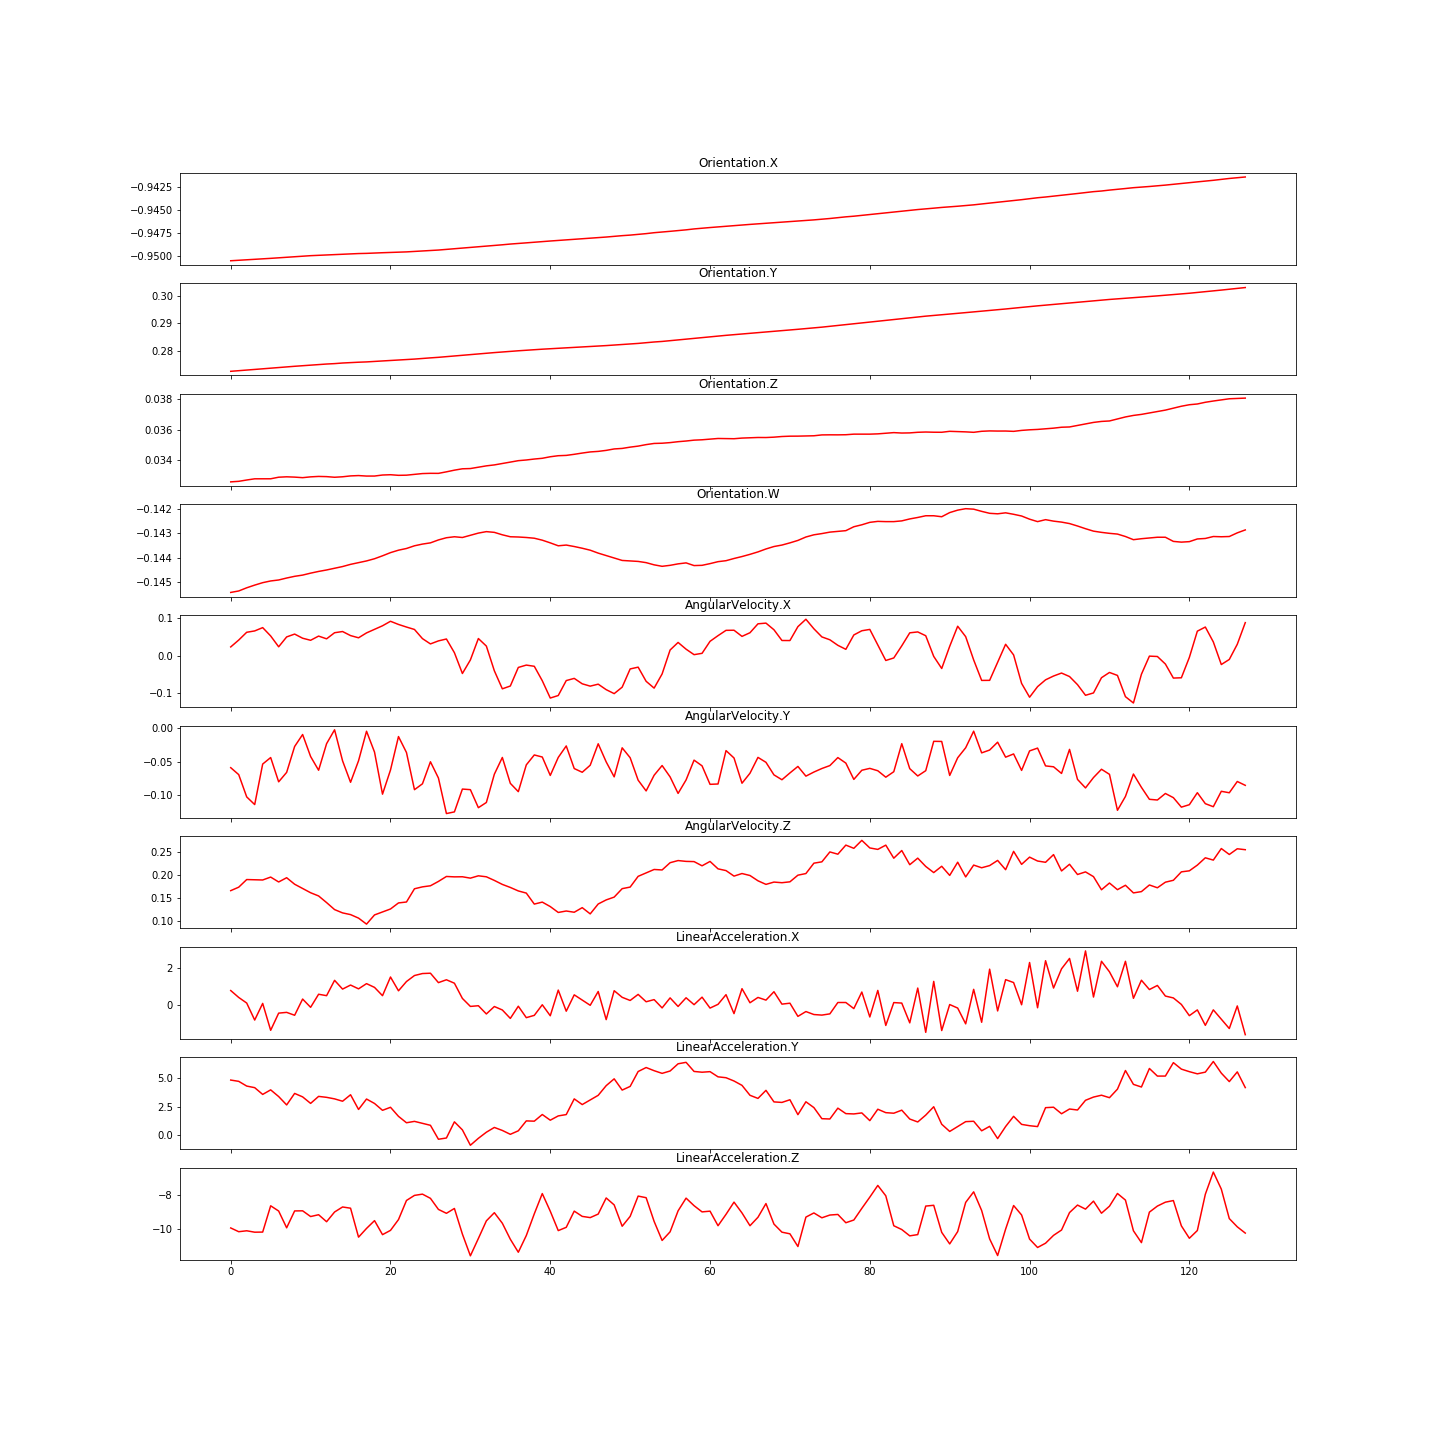 Orientation.X
−0.9425
−0.9450
−0.9475
−0.9500
Orientation.Y
0.30
0.29
0.28
Orientation.Z
0.038
0.036
0.034
Orientation.W
−0.142
−0.143
−0.144
−0.145
AngularVelocity.X
0.1
0.0
−0.1
AngularVelocity.Y
0.00
−0.05
−0.10
AngularVelocity.Z
0.25
0.20
0.15
0.10
LinearAcceleration.X
2
0
LinearAcceleration.Y
5.0
2.5
0.0
LinearAcceleration.Z
−8
−10
0 20 40 60 80 100 120